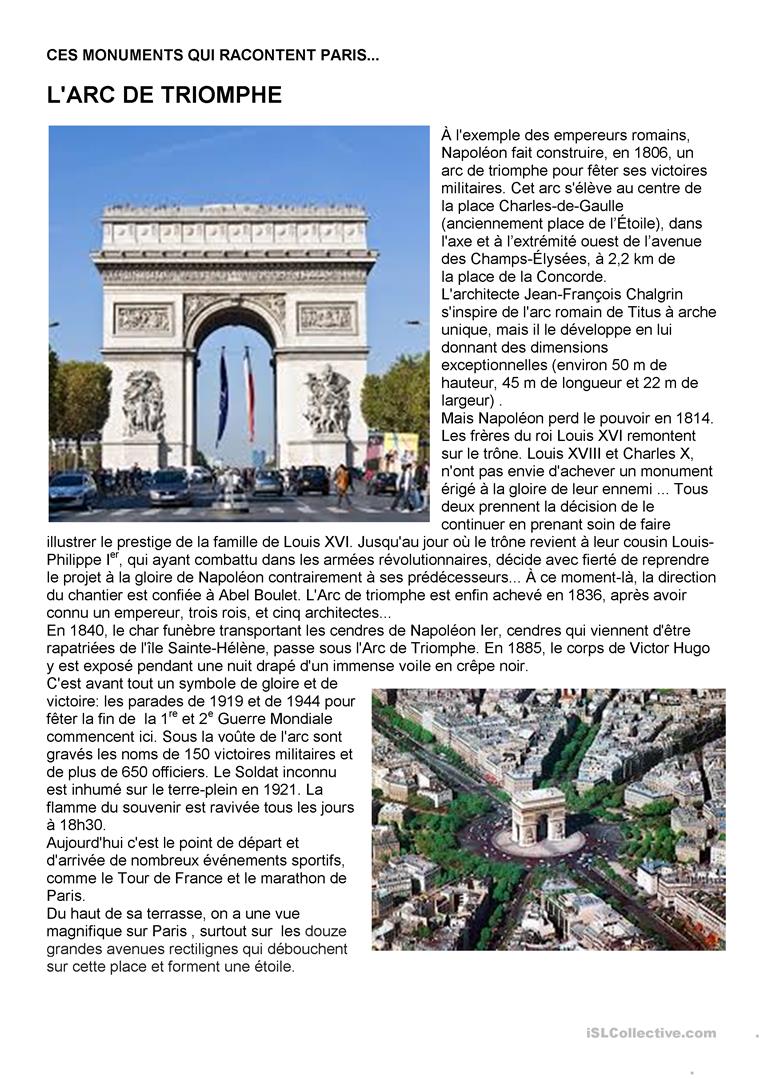 CES MONUMENTS QUI RACONTENT PARIS...
L'ARC DE TRIOMPHE
À l'exemple des empereurs romains,
Napoléon fait construire, en 1806, un
arc de triomphe pour fêter ses victoires
militaires. Cet arc s'élève au centre de
la place Charles-de-Gaulle
(anciennement place de l’Étoile), dans
l'axe et à l’extrémité ouest de l’avenue
des Champs-Élysées, à 2,2 km de
la place de la Concorde.
L'architecte Jean-François Chalgrin
s'inspire de l'arc romain de Titus à arche
unique, mais il le développe en lui
donnant des dimensions
exceptionnelles (environ 50 m de
hauteur, 45 m de longueur et 22 m de
largeur) .
Mais Napoléon perd le pouvoir en 1814.
Les frères du roi Louis XVI remontent
sur le trône. Louis XVIII et Charles X,
n'ont pas envie d'achever un monument
érigé à la gloire de leur ennemi ... Tous
deux prennent la décision de le
continuer en prenant soin de faire
illustrer le prestige de la famille de Louis XVI. Jusqu'au jour où le trône revient à leur cousin Louis-
Philippe Ier, qui ayant combattu dans les armées révolutionnaires, décide avec fierté de reprendre
le projet à la gloire de Napoléon contrairement à ses prédécesseurs... À ce moment-là, la direction
du chantier est confiée à Abel Boulet. L'Arc de triomphe est enfin achevé en 1836, après avoir
connu un empereur, trois rois, et cinq architectes...
En 1840, le char funèbre transportant les cendres de Napoléon Ier, cendres qui viennent d'être
rapatriées de l'île Sainte-Hélène, passe sous l'Arc de Triomphe. En 1885, le corps de Victor Hugo
y est exposé pendant une nuit drapé d'un immense voile en crêpe noir.
C'est avant tout un symbole de gloire et de
victoire: les parades de 1919 et de 1944 pour
fêter la fin de la 1re et 2e Guerre Mondiale
commencent ici. Sous la voûte de l'arc sont
gravés les noms de 150 victoires militaires et
de plus de 650 officiers. Le Soldat inconnu
est inhumé sur le terre-plein en 1921. La
flamme du souvenir est ravivée tous les jours
à 18h30.
Aujourd'hui c'est le point de départ et
d'arrivée de nombreux événements sportifs,
comme le Tour de France et le marathon de
Paris.
Du haut de sa terrasse, on a une vue
magnifique sur Paris , surtout sur les douze
grandes avenues rectilignes qui débouchent
sur cette place et forment une étoile.
iSLCollective.com